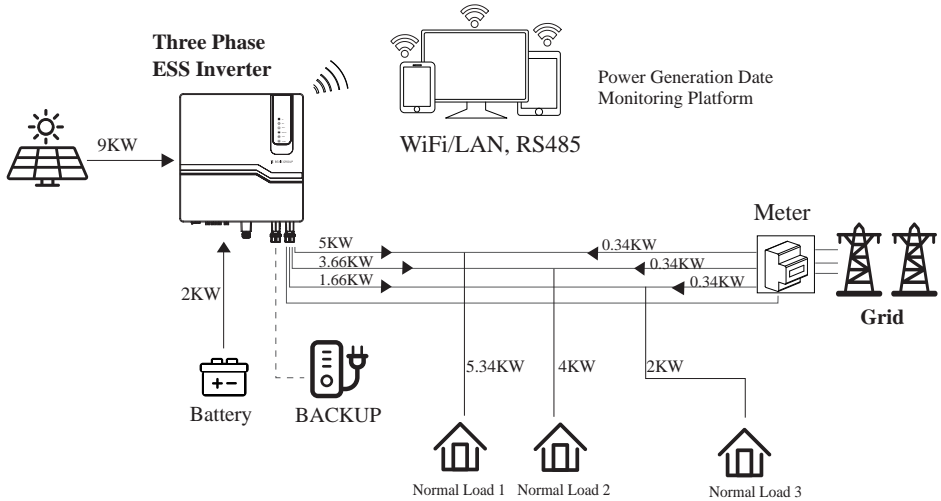 Three Phase
ESS Inverter
Power Generation Date
Monitoring Platform
WiFi/LAN, RS485
9KW
Meter
5KW
0.34KW
3.66KW
0.34KW
1.66KW
0.34KW
2KW
Grid
5.34KW
4KW
2KW
Battery
BACKUP
Normal Load 1
Normal Load 2
Normal Load 3